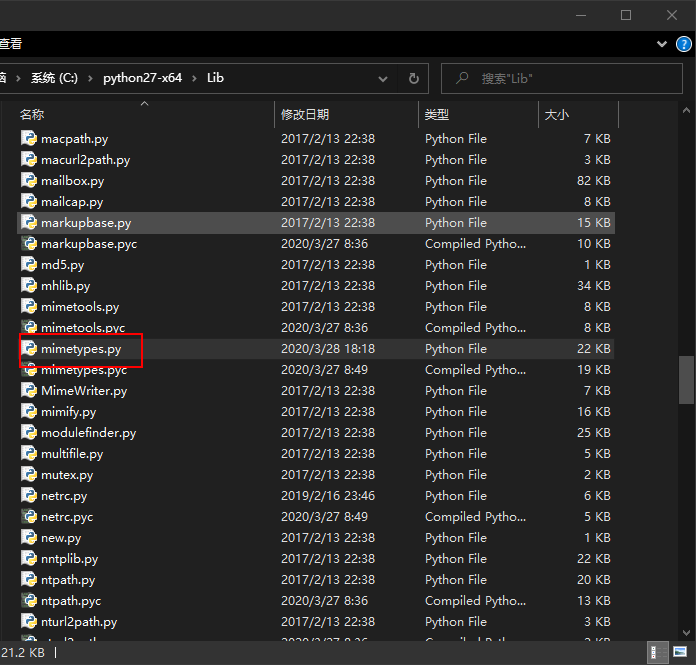 查看
脑 › 系统 (C:) › python27-x64 › Lib 搜索"Lib"
名称 修改日期 类型 大小
macpath.py 2017/2/13 22:38 Python File 7 KB
macurl2path.py 2017/2/13 22:38 Python File 3 KB
mailbox.py 2017/2/13 22:38 Python File 82 KB
mailcap.py 2017/2/13 22:38 Python File 8 KB
markupbase.py 2017/2/13 22:38 Python File 15 KB
markupbase.pyc 2020/3/27 8:36 Compiled Pytho... 10 KB
md5.py 2017/2/13 22:38 Python File 1 KB
mhlib.py 2017/2/13 22:38 Python File 34 KB
mimetools.py 2017/2/13 22:38 Python File 8 KB
mimetools.pyc 2020/3/27 8:36 Compiled Pytho... 8 KB
mimetypes.py 2020/3/28 18:18 Python File 22 KB
mimetypes.pyc 2020/3/27 8:49 Compiled Pytho... 19 KB
MimeWriter.py 2017/2/13 22:38 Python File 7 KB
mimify.py 2017/2/13 22:38 Python File 16 KB
modulefinder.py 2017/2/13 22:38 Python File 25 KB
multifile.py 2017/2/13 22:38 Python File 5 KB
mutex.py 2017/2/13 22:38 Python File 2 KB
netrc.py 2019/2/16 23:46 Python File 6 KB
netrc.pyc 2020/3/27 8:49 Compiled Pytho... 5 KB
new.py 2017/2/13 22:38 Python File 1 KB
nntplib.py 2017/2/13 22:38 Python File 22 KB
ntpath.py 2017/2/13 22:38 Python File 20 KB
ntpath.pyc 2020/3/27 8:36 Compiled Pytho... 13 KB
nturl2path.py 2017/2/13 22:38 Python File 3 KB
21.2 KB